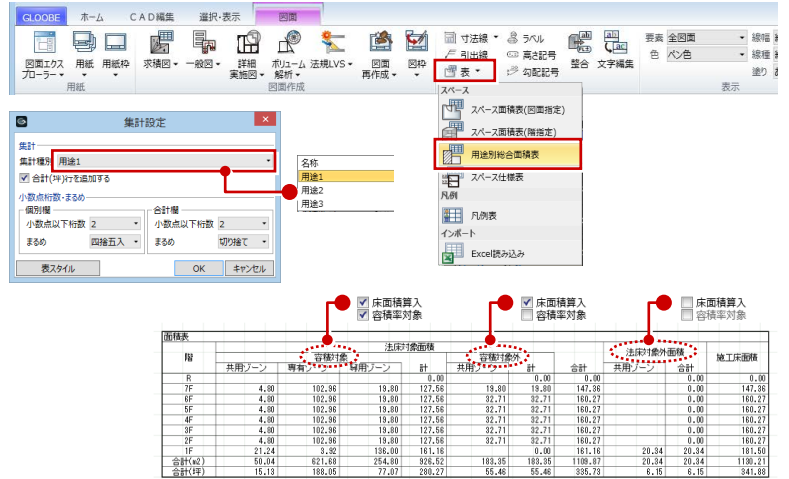 GLOOBE ホーム CAD編集 選択・表示 図面
図面エクスプローラー 用紙 用紙枠 求積図 一般図 詳細実施図 ボリューム解析 法規LVS 図面再作成 図枠
寸法線 ラベル
引出線 高さ記号
表 勾配記号
整合 文字編集
要素 全図面 線幅
色 ペン色 線種
塗り
用紙 図面作成 表示
スペース
スペース面積表(図面指定)
スペース面積表(階指定)
用途別総合面積表
スペース仕様表
凡例
凡例表
インポート
Excel読み込み
集計設定
集計
集計種別 用途1
合計(坪)行を追加する
小数点桁数・まるめ
個別欄 合計欄
小数点以下桁数 2 小数点以下桁数 2
まるめ 四捨五入 まるめ 切り捨て
表スタイル OK キャンセル
名称
用途1
用途2
用途3
床面積算入 床面積算入 床面積算入
容積率対象 容積率対象 容積率対象
面積表
階 法床対象面積 法床対象外面積 施工床面積
容積対象 容積対象外
共用ゾーン 専有ゾーン 専用ゾーン 計 共用ゾーン 計 合計 共用ゾーン 合計
R 0.00 0.00 0.00 0.00 0.00
7F 4.80 102.96 19.80 127.56 19.80 19.80 147.36 0.00 147.36
6F 4.80 102.96 19.80 127.56 32.71 32.71 160.27 0.00 160.27
5F 4.80 102.96 19.80 127.56 32.71 32.71 160.27 0.00 160.27
4F 4.80 102.96 19.80 127.56 32.71 32.71 160.27 0.00 160.27
3F 4.80 102.96 19.80 127.56 32.71 32.71 160.27 0.00 160.27
2F 4.80 102.96 19.80 127.56 32.71 32.71 160.27 0.00 160.27
1F 21.24 3.92 136.00 161.16 0.00 161.16 20.34 20.34 181.50
合計(m2) 50.04 621.68 254.80 926.52 183.35 183.35 1109.87 20.34 20.34 1130.21
合計(坪) 15.13 188.05 77.07 280.27 55.46 55.46 335.73 6.15 6.15 341.88